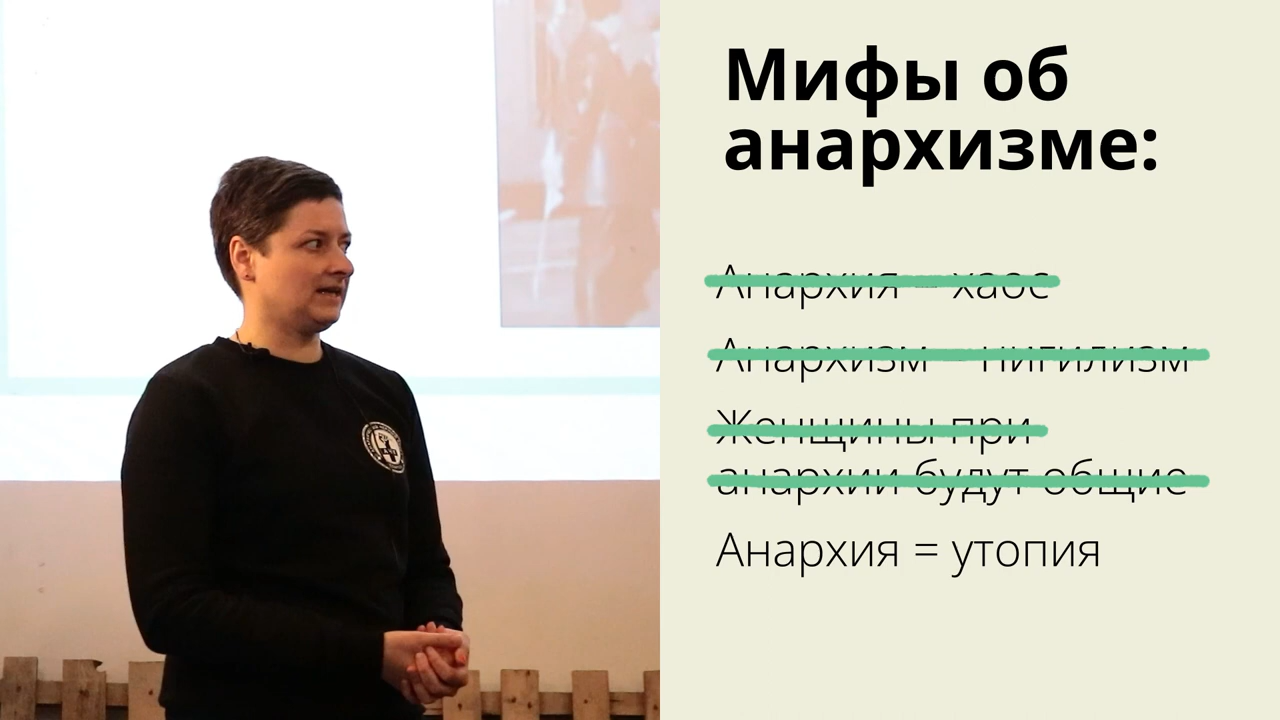 Мифы об
анархизме:
Анархия = хаос
Анархизм = нигилизм
Женщины при
анархии будут общие
Анархия = утопия